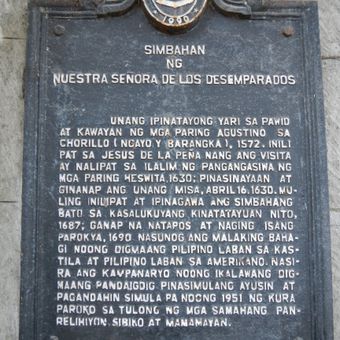 1990
SIMBAHAN
NG
NUESTRA SEÑORA DE LOS DESEMPARADOS
UNANG IPINATAYONG YARI SA PAWID
AT KAWAYAN NG MGA PARING AGUSTINO SA
CHORILLO ( NGAYO'Y BARANGKA ), 1572. INILI
PAT SA JESUS DE LA PEÑA NANG ANG VISITA
AY NALIPAT SA ILALIM NG PANGANGASIWA NG
MGA PARING HESWITA 1630; PINASINAYAAN AT
GINANAP ANG UNANG MISA, ABRIL 16, 1630. MU-
LING INILIPAT AT IPINAGAWA ANG SIMBAHANG
BATO SA KASALUKUYANG KINATATAYUAN NITO,
1687; GANAP NA NATAPOS AT NAGING ISANG
PAROKYA, 1690. NASUNOG ANG MALAKING BAHA-
GI NOONG DIGMAANG PILIPINO LABAN SA KAS-
TILA AT PILIPINO LABAN SA AMERIKANO. NASI-
RA ANG KAMPANARYO NOONG IKALAWANG DIG-
MAANG PANDAIGDIG. PINASIMULANG AYUSIN AT
PAGANDAHIN SIMULA PA NOONG 1951 NG KURA
PAROKO SA TULONG NG MGA SAMAHANG PAN-
RELIHIYON, SIBIKO AT MAMAMAYAN.